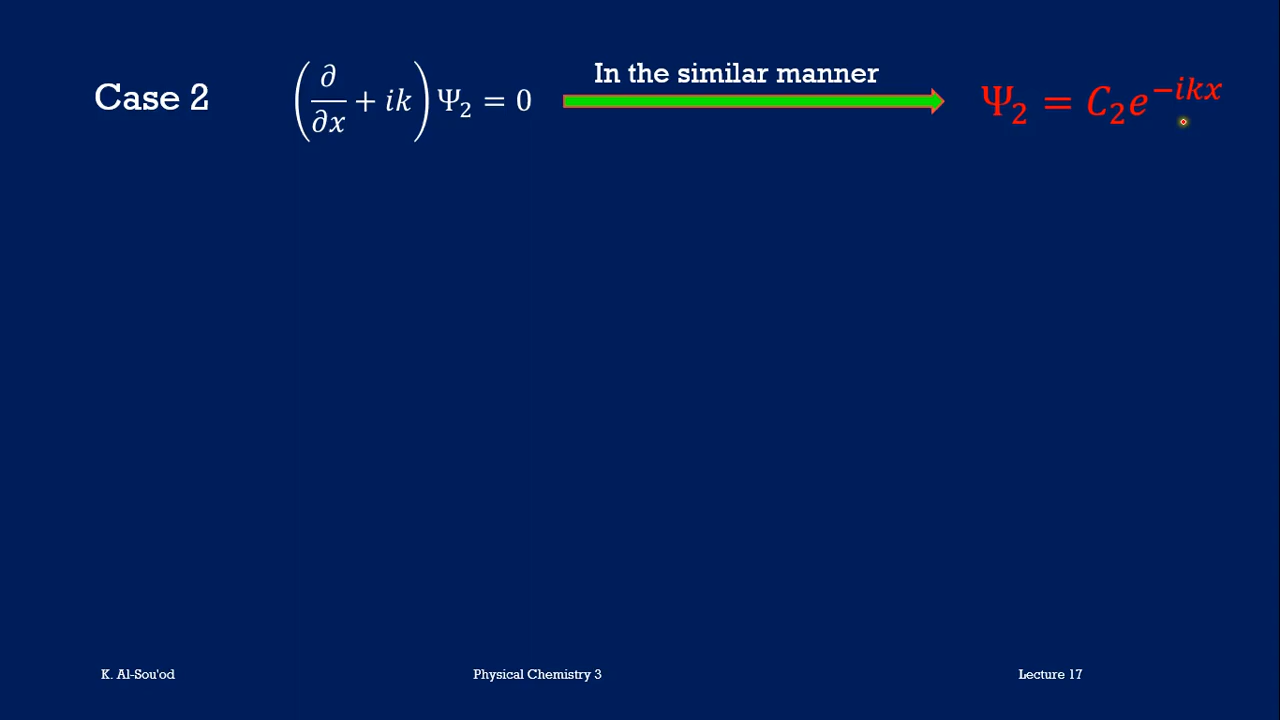 Case 2
(∂/∂x + ik) Ψ₂ = 0
In the similar manner
Ψ₂ = C₂e^{−ikx}
K. Al-Sou'od
Physical Chemistry 3
Lecture 17